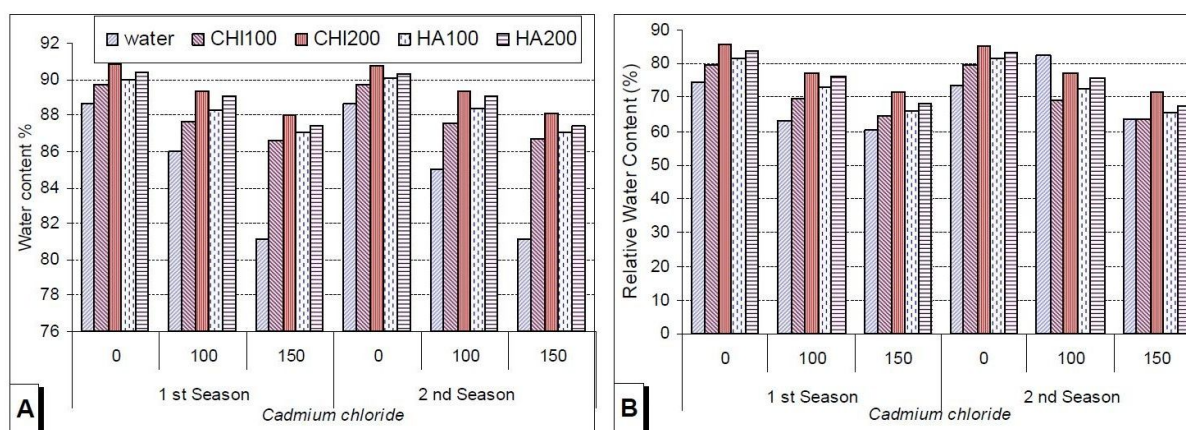 water CHI100 CHI200 HA100 HA200
Water content %
92
90
88
86
84
82
80
78
76
0 100 150 0 100 150
1 st Season 2 nd Season
Cadmium chloride
A
Relative Water Content (%)
90
80
70
60
50
40
30
20
10
0
0 100 150 0 100 150
1 st Season 2 nd Season
Cadmium chloride
B